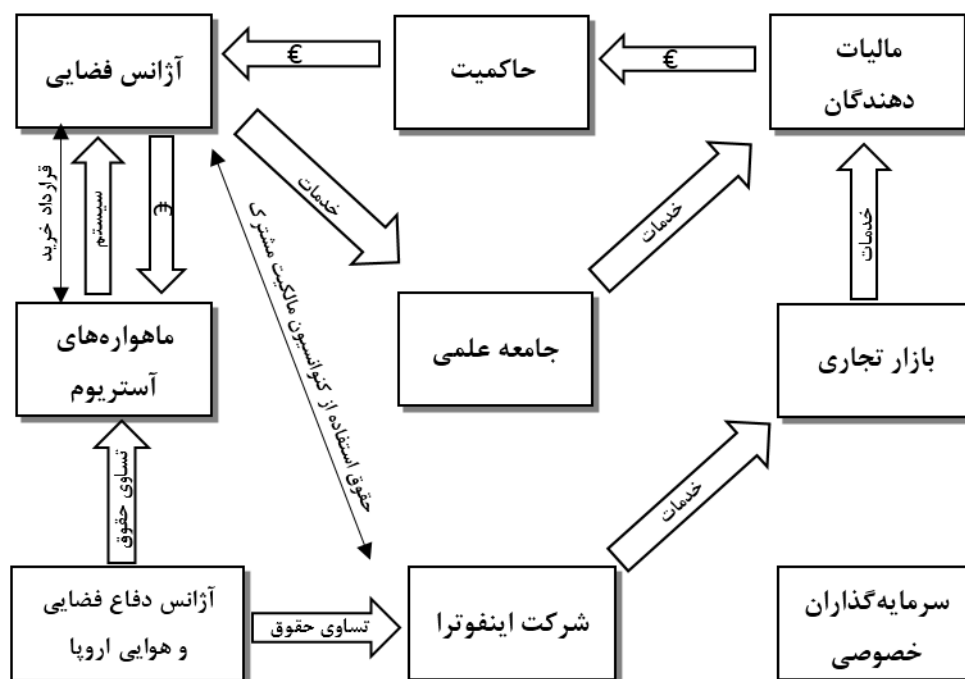 مالیات
دهندگان
€
حاکمیت
€
آژانس فضایی
قرارداد خرید
سیستم
€
خدمات
خدمات
خدمات
حقوق استفاده از کنوانسیون مالکیت مشترک
ماهواره‌های
آستریوم
جامعه علمی
بازار تجاری
تساوی حقوق
خدمات
آژانس دفاع فضایی
و هوایی اروپا
تساوی حقوق
شرکت اینفوترا
سرمایه‌گذاران
خصوصی